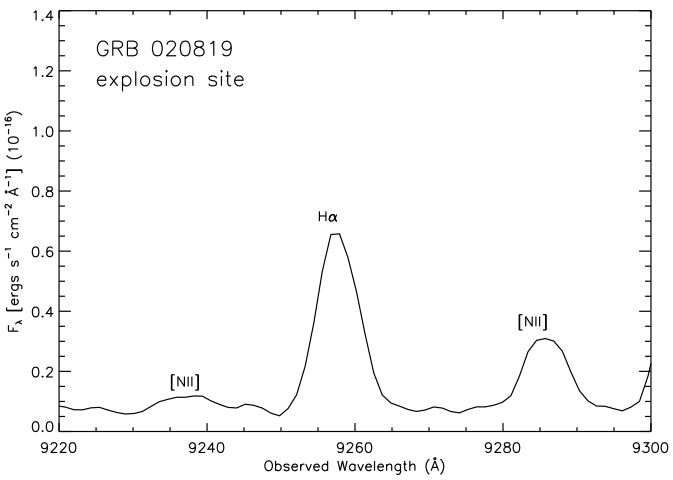 GRB 020819
explosion site
Hα
[NII]
[NII]
F_λ [ergs s⁻¹ cm⁻² Å⁻¹] (10⁻¹⁶)
1.4
1.2
1.0
0.8
0.6
0.4
0.2
0.0
9220 9240 9260 9280 9300
Observed Wavelength (Å)